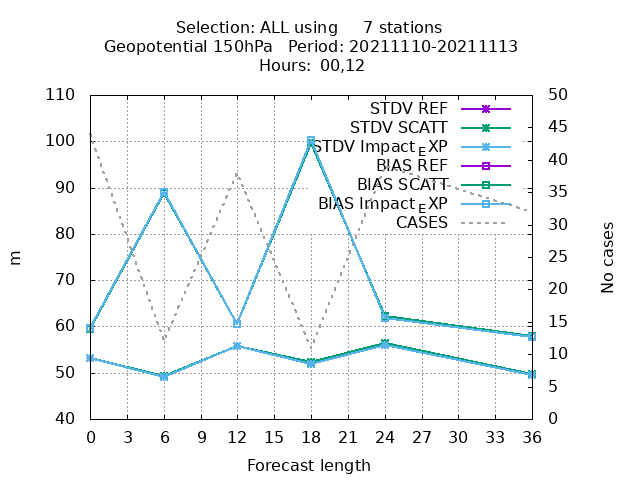 Selection: ALL using     7 stations
Geopotential 150hPa   Period: 20211110-20211113
Hours: 00,12
110
100
90
80
70
60
50
40
m
50
45
40
35
30
25
20
15
10
5
0
No cases
STDV REF
STDV SCATT
STDV Impact_EXP
BIAS REF
BIAS SCATT
BIAS Impact_EXP
CASES
0 3 6 9 12 15 18 21 24 27 30 33 36
Forecast length